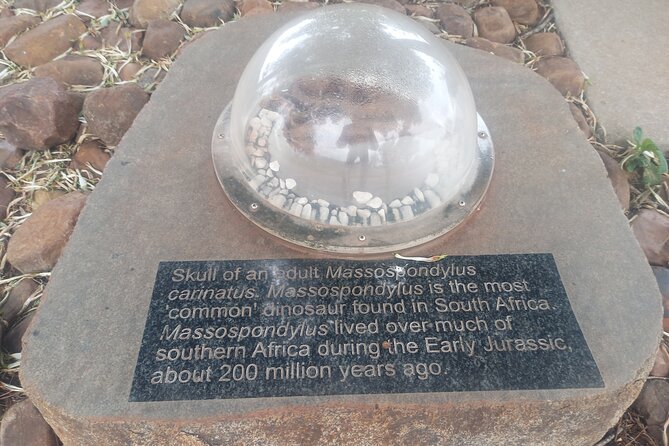 Skull of an adult Massospondylus
carinatus. Massospondylus is the most
'common' dinosaur found in South Africa.
Massospondylus lived over much of
southern Africa during the Early Jurassic,
about 200 million years ago.